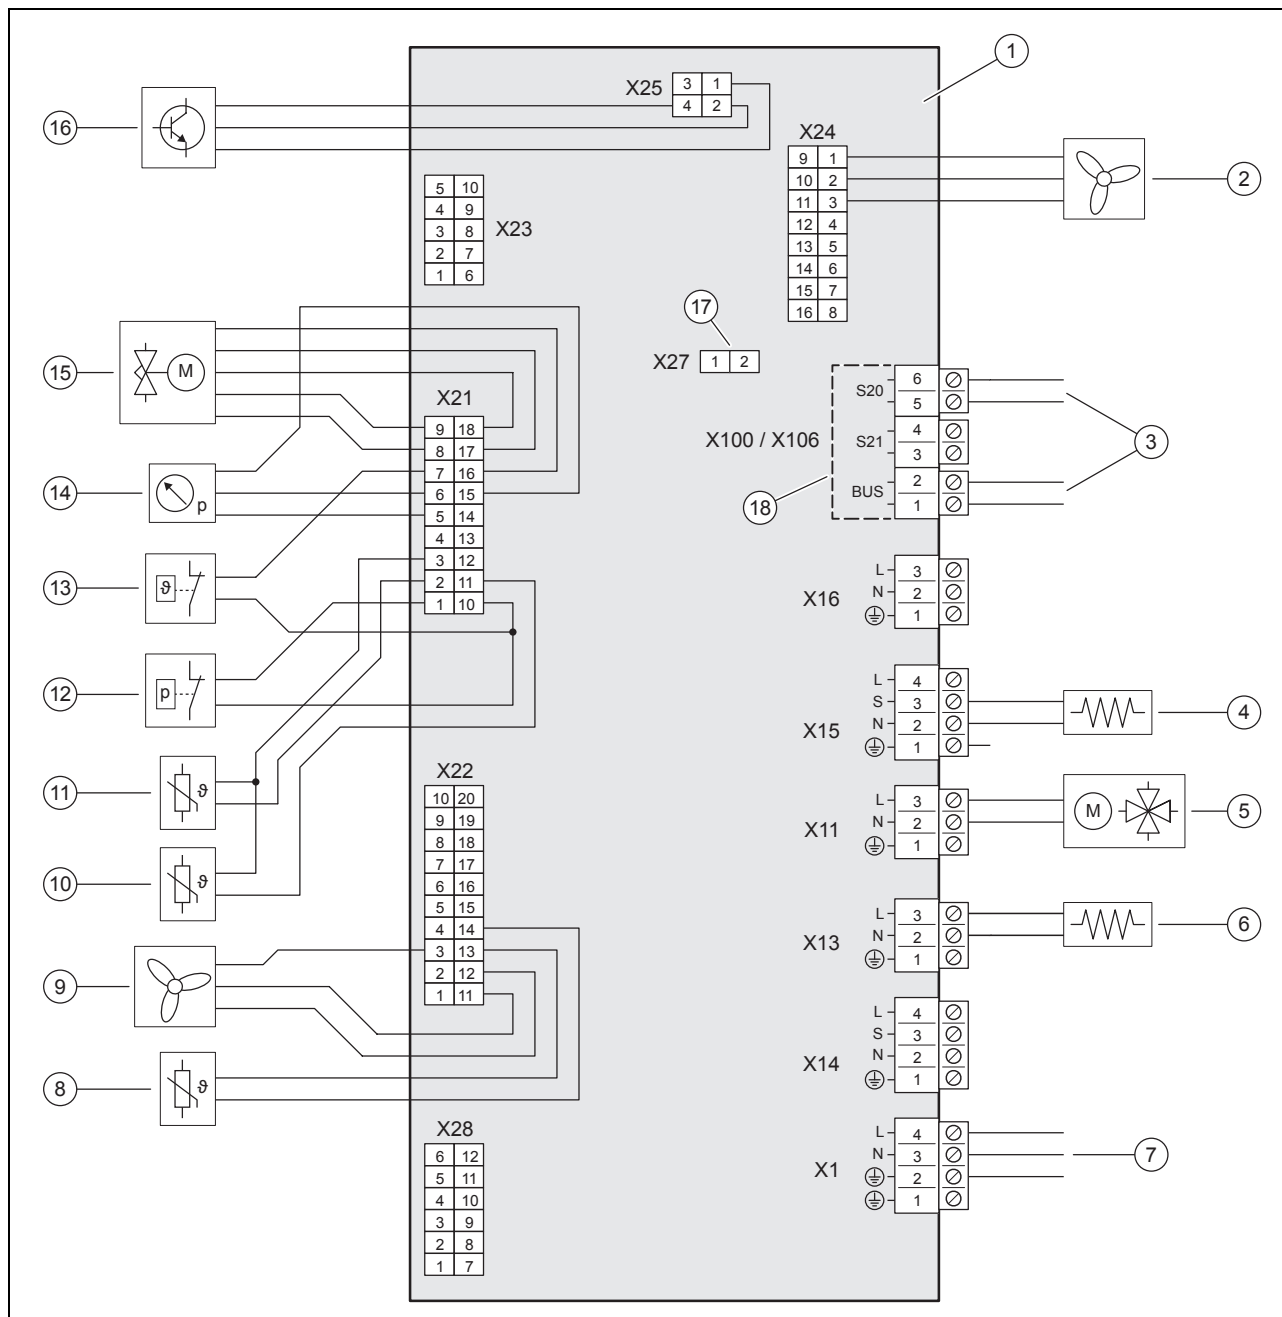 1
X25
3 1
4 2
16
X24
9 1
10 2
11 3
12 4
13 5
14 6
15 7
16 8
2
5 10
4 9
3 8
2 7
1 6
X23
17
X27
1 2
15
M
X21
9 18
8 17
7 16
6 15
5 14
4 13
3 12
2 11
1 10
X100 / X106
S20
6
5
S21
4
3
BUS
2
1
3
18
14
p
13
ϑ
X16
L 3
N 2
1
12
p
X15
L 4
S 3
N 2
1
4
11
ϑ
X22
10 20
9 19
8 18
7 17
6 16
5 15
4 14
3 13
2 12
1 11
X11
L 3
N 2
1
M
5
10
ϑ
X13
L 3
N 2
1
6
9
X14
L 4
S 3
N 2
1
8
ϑ
X28
6 12
5 11
4 10
3 9
2 8
1 7
X1
L 4
N 3
2
1
7